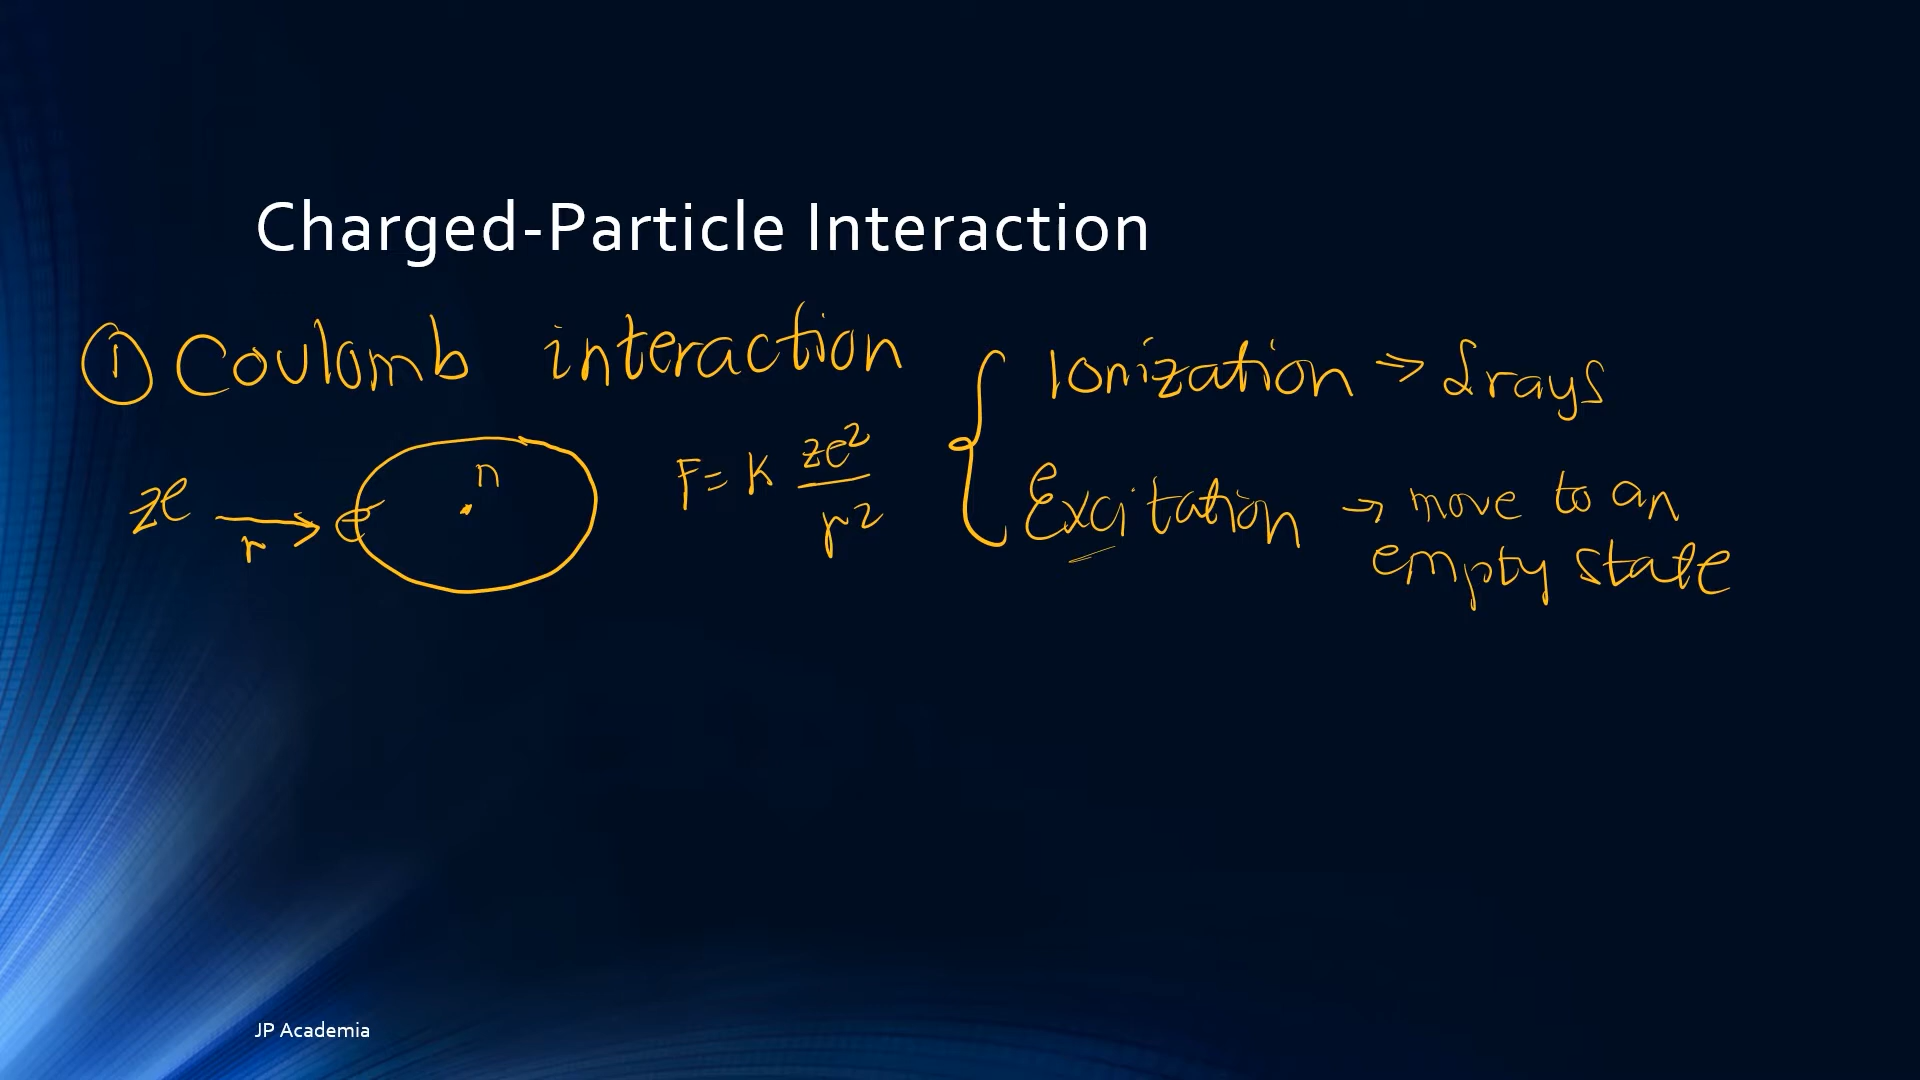 Charged-Particle Interaction
① Coulomb interaction
Ionization → δrays
ze
r
n
F = K ze²/r²
Excitation → move to an
empty state
JP Academia